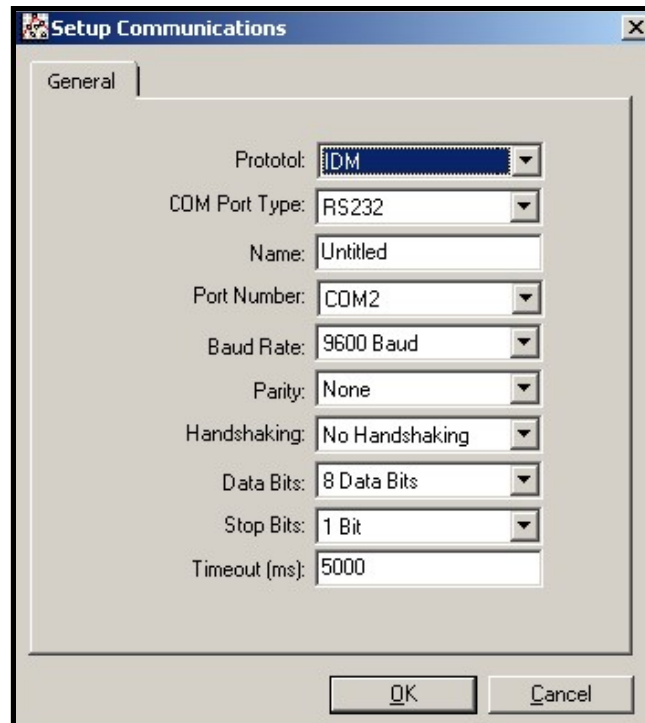 Setup Communications
General
Prototol: IDM
COM Port Type: RS232
Name: Untitled
Port Number: COM2
Baud Rate: 9600 Baud
Parity: None
Handshaking: No Handshaking
Data Bits: 8 Data Bits
Stop Bits: 1 Bit
Timeout (ms): 5000
OK Cancel